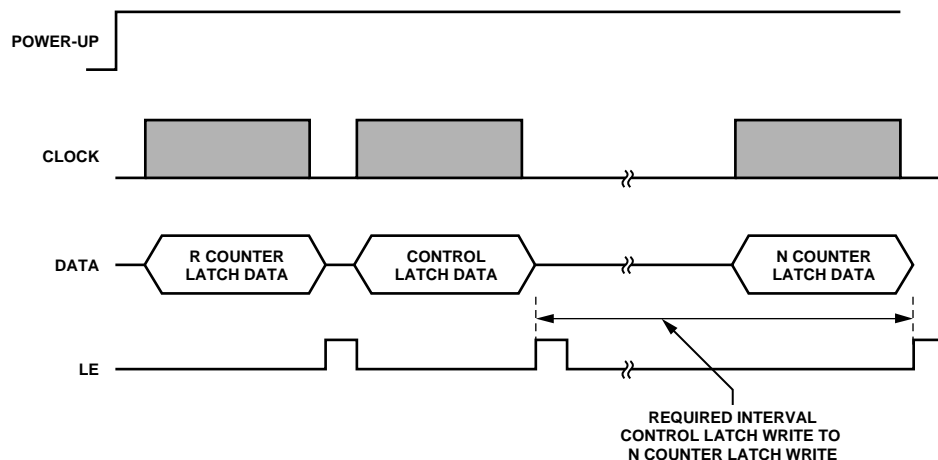 POWER-UP
CLOCK
R COUNTER
LATCH DATA
CONTROL
LATCH DATA
N COUNTER
LATCH DATA
DATA
LE
REQUIRED INTERVAL
CONTROL LATCH WRITE TO
N COUNTER LATCH WRITE